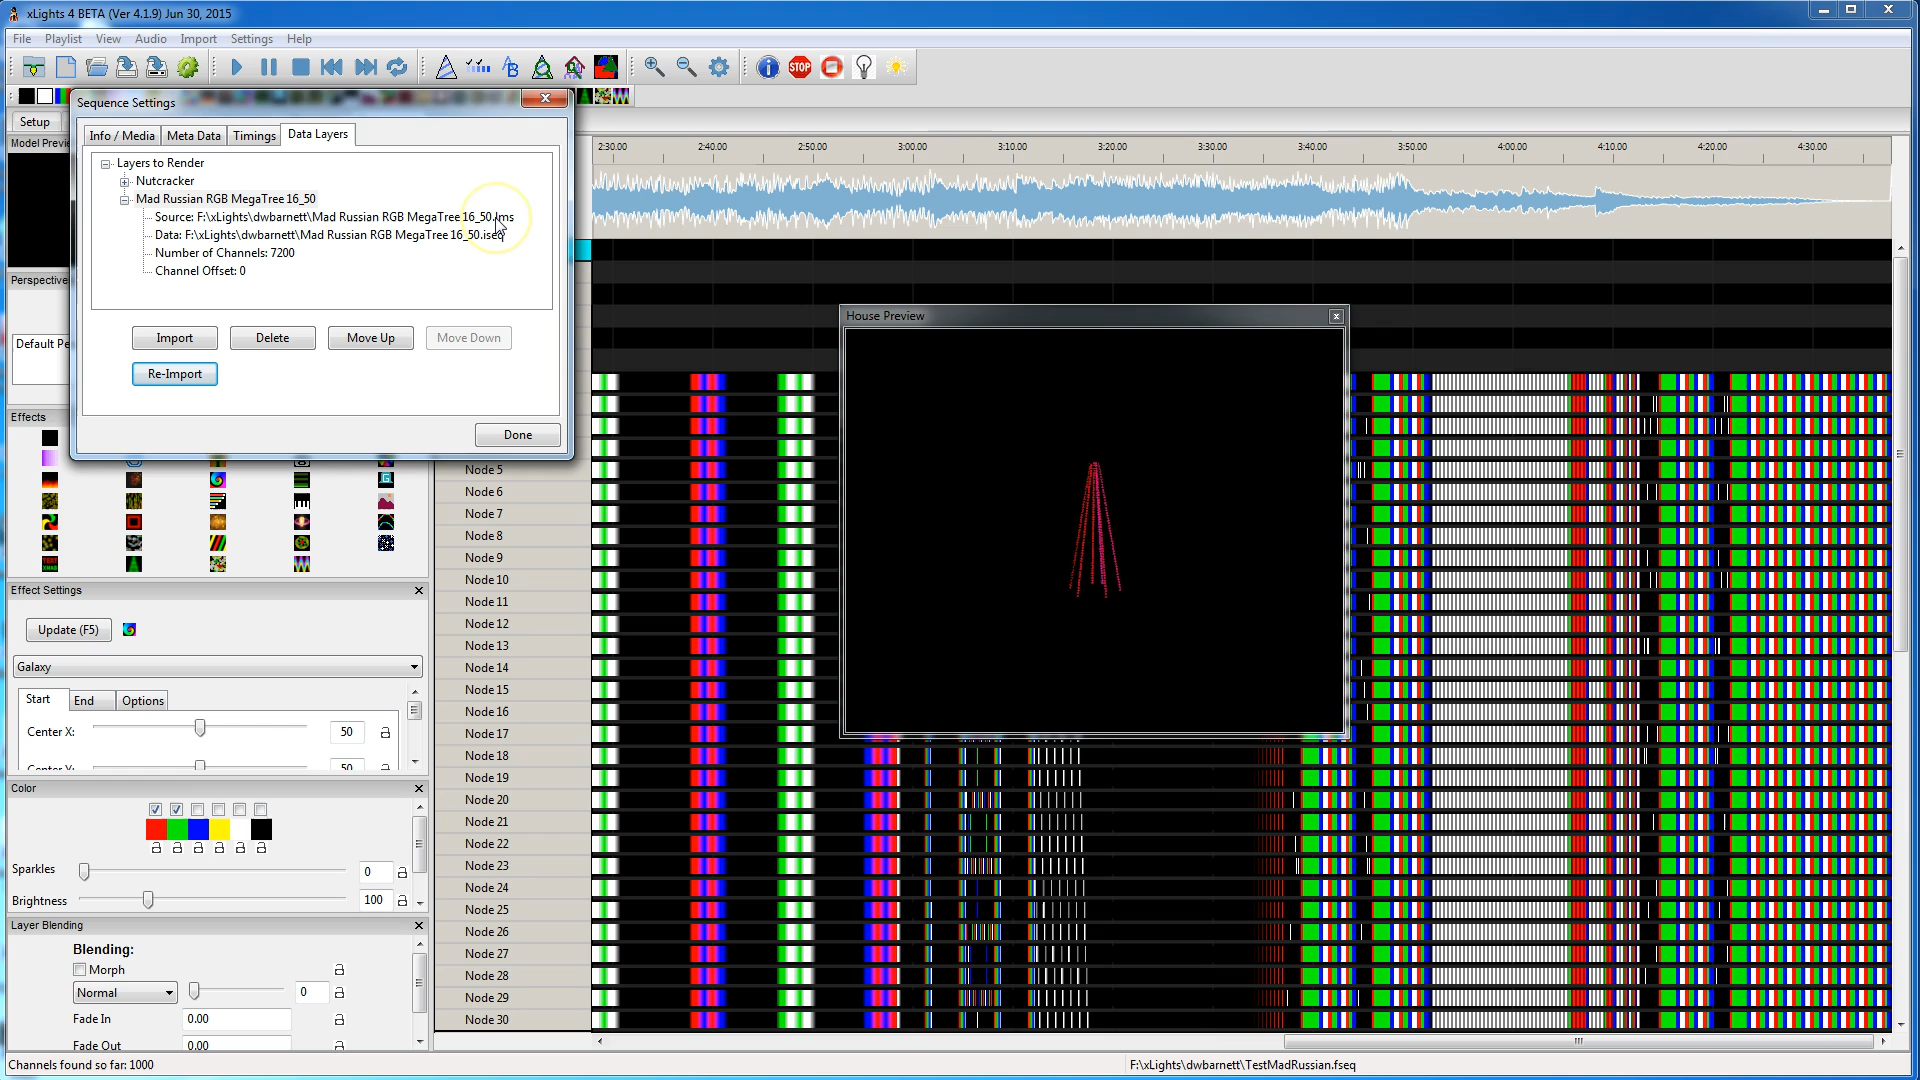 xLights 4 BETA (Ver 4.1.9) Jun 30, 2015
File Playlist View Audio Import Settings Help
Sequence Settings
Setup
Info / Media Meta Data Timings Data Layers
Model Previe
Layers to Render
Nutcracker
Mad Russian RGB MegaTree 16_50
Source: F:\xLights\dwbarnett\Mad Russian RGB MegaTree 16_50.lms
Data: F:\xLights\dwbarnett\Mad Russian RGB MegaTree 16_50.iseq
Number of Channels: 7200
Channel Offset: 0
Import Delete Move Up Move Down
Re-Import
Done
2:30.00 2:40.00 2:50.00 3:00.00 3:10.00 3:20.00 3:30.00 3:40.00 3:50.00 4:00.00 4:10.00 4:20.00 4:30.00
House Preview
Perspective
Default Pe
Effects
Effect Settings
Update (F5)
Galaxy
Start End Options
Center X: 50
Center Y: 50
Color
Sparkles 0
Brightness 100
Layer Blending
Blending:
Morph
Normal 0
Fade In 0.00
Fade Out 0.00
Node 5
Node 6
Node 7
Node 8
Node 9
Node 10
Node 11
Node 12
Node 13
Node 14
Node 15
Node 16
Node 17
Node 18
Node 19
Node 20
Node 21
Node 22
Node 23
Node 24
Node 25
Node 26
Node 27
Node 28
Node 29
Node 30
Channels found so far: 1000
F:\xLights\dwbarnett\TestMadRussian.fseq